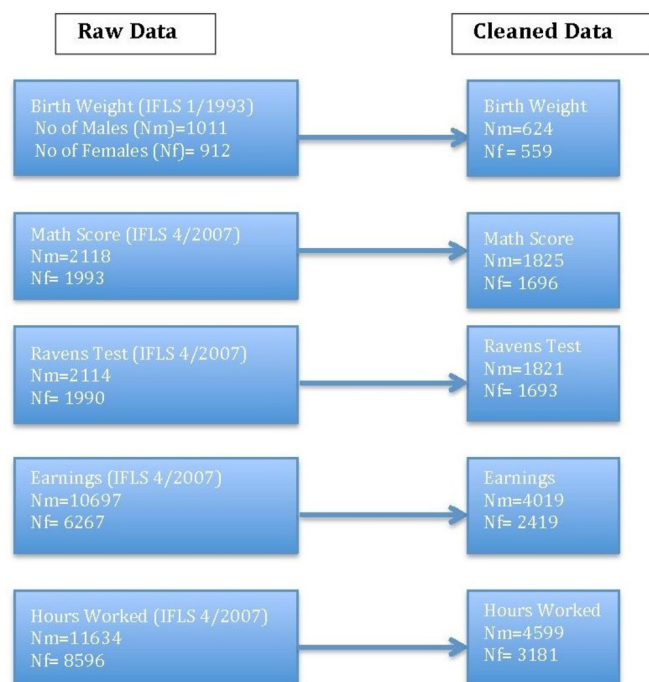 Raw Data
Cleaned Data
Birth Weight (IFLS 1/1993)
No of Males (Nm)=1011
No of Females (Nf)= 912
Birth Weight
Nm=624
Nf = 559
Math Score (IFLS 4/2007)
Nm=2118
Nf= 1993
Math Score
Nm=1825
Nf= 1696
Ravens Test (IFLS 4/2007)
Nm=2114
Nf= 1990
Ravens Test
Nm=1821
Nf= 1693
Earnings (IFLS 4/2007)
Nm=10697
Nf= 6267
Earnings
Nm=4019
Nf= 2419
Hours Worked (IFLS 4/2007)
Nm=11634
Nf= 8596
Hours Worked
Nm=4599
Nf= 3181